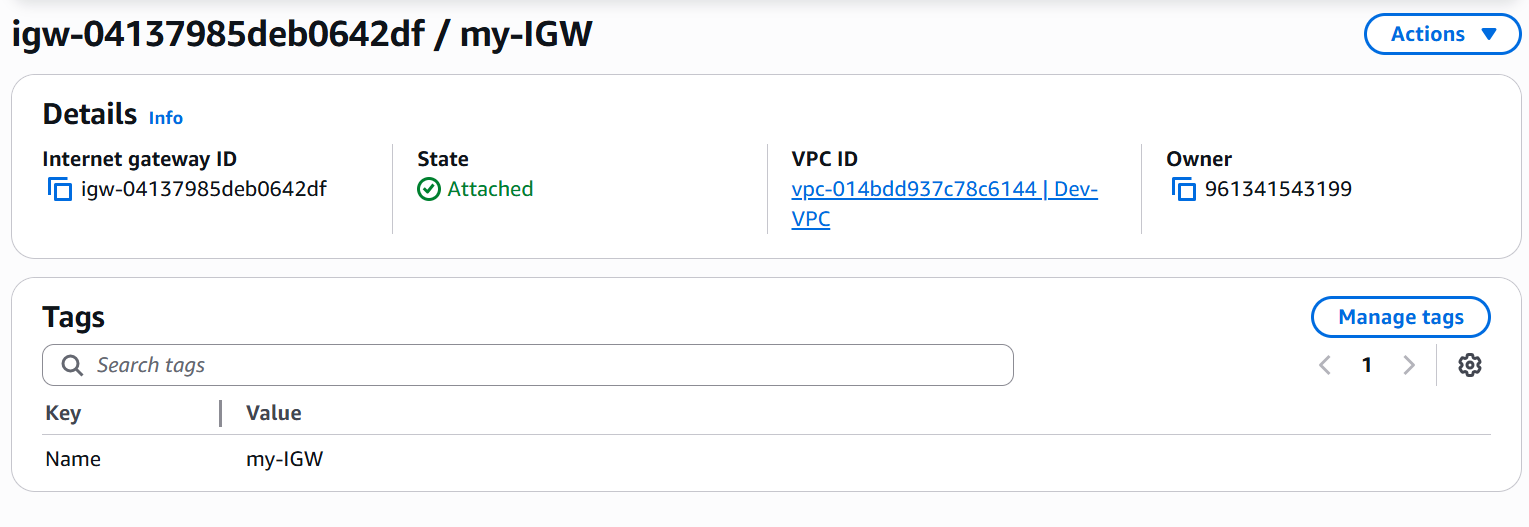 igw-04137985deb0642df / my-IGW
Actions
Details Info
Internet gateway ID
igw-04137985deb0642df
State
Attached
VPC ID
vpc-014bdd937c78c6144 | Dev-
VPC
Owner
961341543199
Tags
Manage tags
Search tags
1
Key Value
Name my-IGW